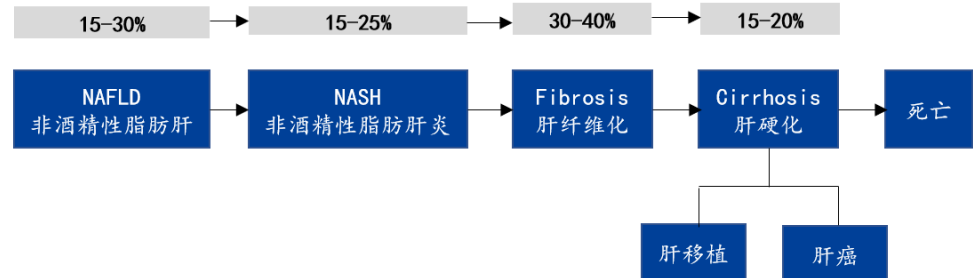 15-30%
15-25%
30-40%
15-20%
NAFLD
非酒精性脂肪肝
NASH
非酒精性脂肪肝炎
Fibrosis
肝纤维化
Cirrhosis
肝硬化
死亡
肝移植
肝癌